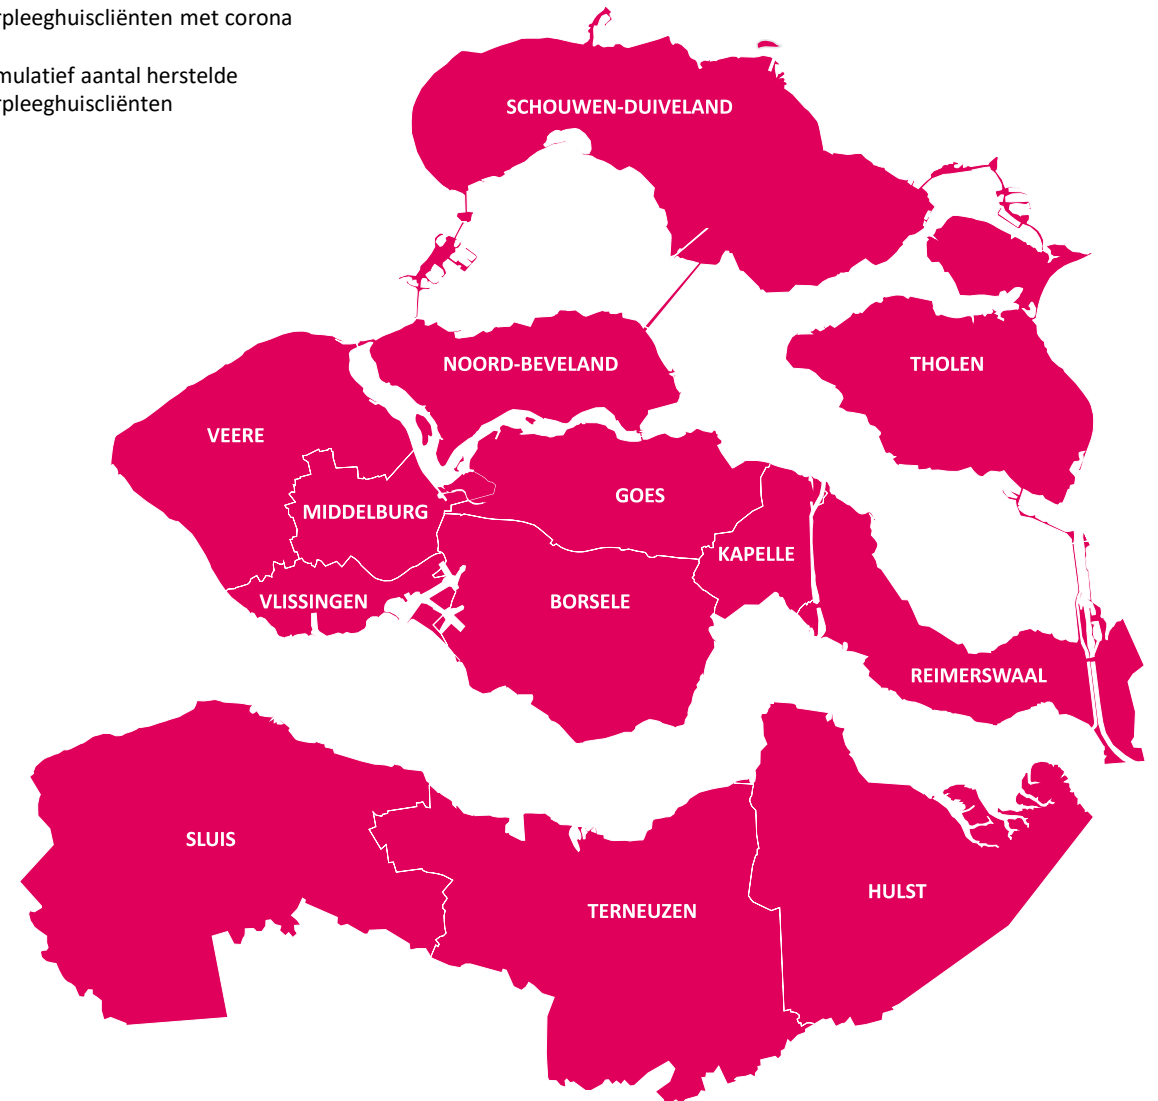 rpleeghuiscliënten met corona
mulatief aantal herstelde
rpleeghuiscliënten
SCHOUWEN-DUIVELAND
NOORD-BEVELAND
THOLEN
VEERE
GOES
MIDDELBURG
KAPELLE
VLISSINGEN
BORSELE
REIMERSWAAL
SLUIS
HULST
TERNEUZEN